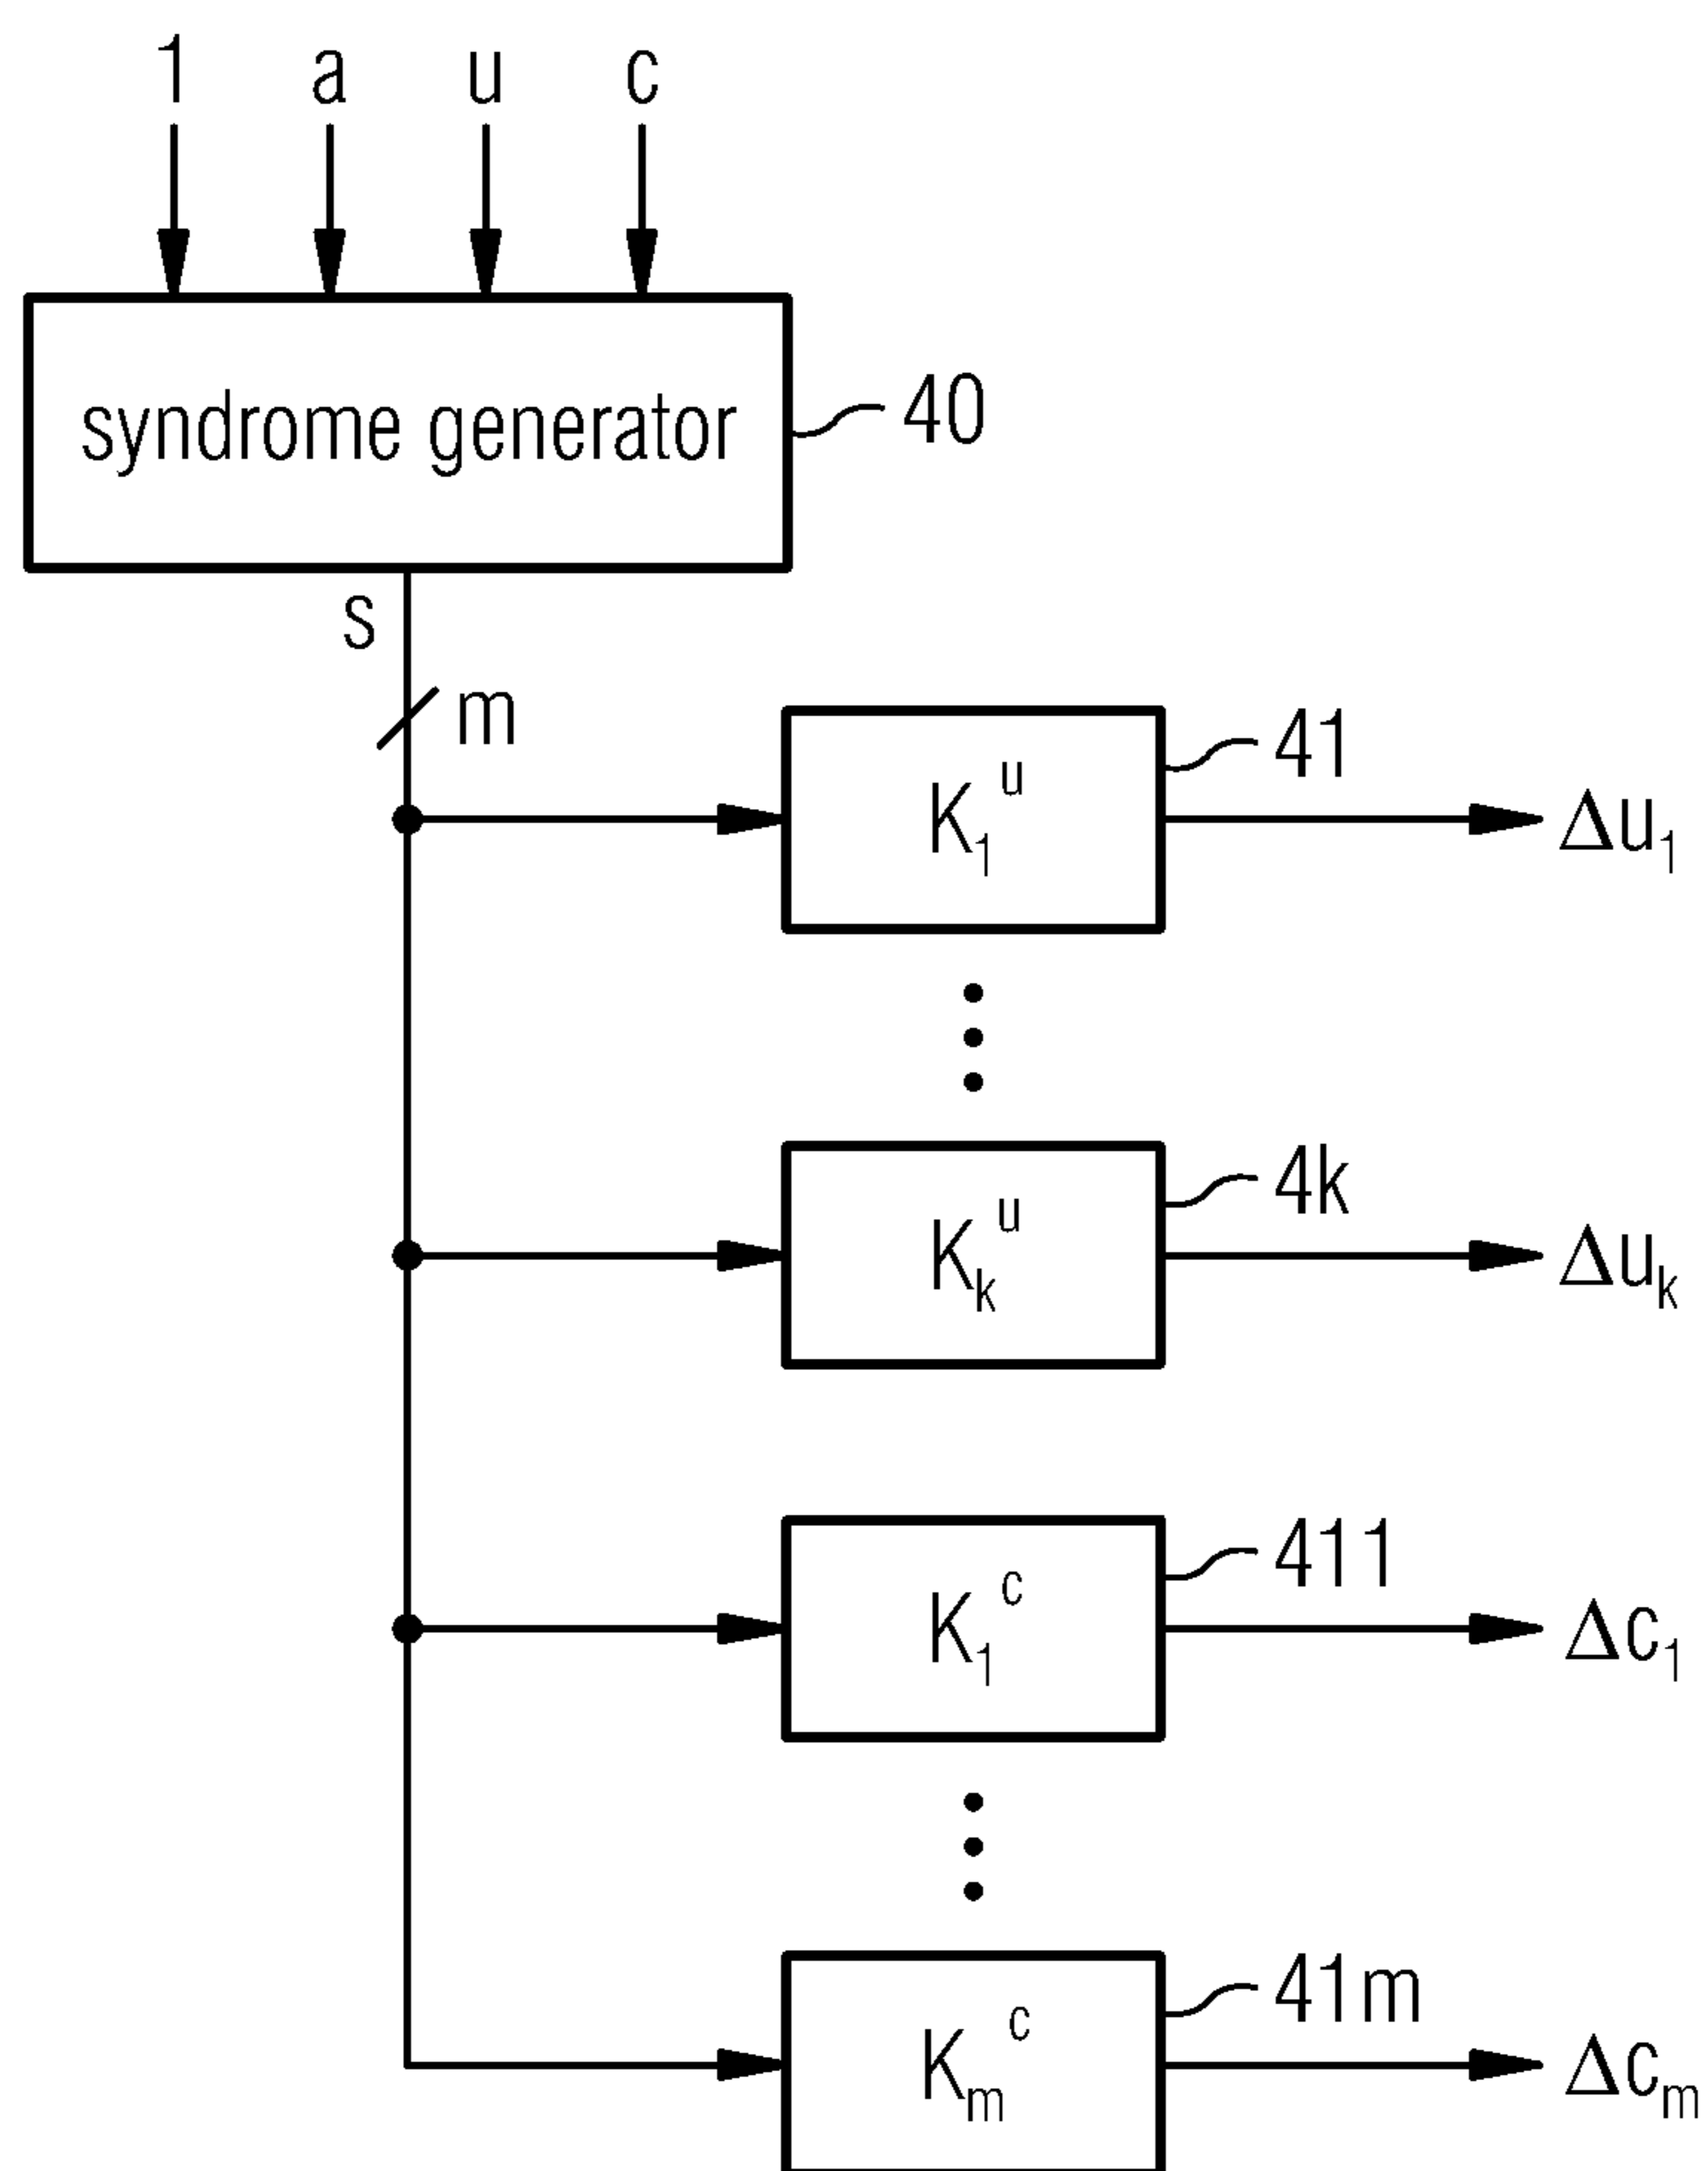 1 a u c
syndrome generator
40
s
m
K₁ᵘ
41
Δu₁
Kₖᵘ
4k
Δuₖ
K₁ᶜ
411
Δc₁
Kₘᶜ
41m
Δcₘ